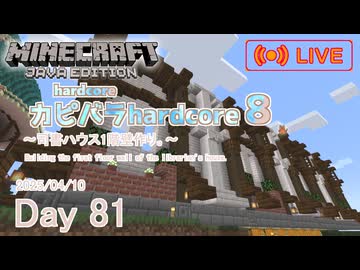 MINECRAFT
JAVA EDITION
LIVE
hardcore
カピバラhardcore8
～司書ハウス1階壁作り。～
Building the first floor wall of the librarian's house.
2025/04/10
Day 81